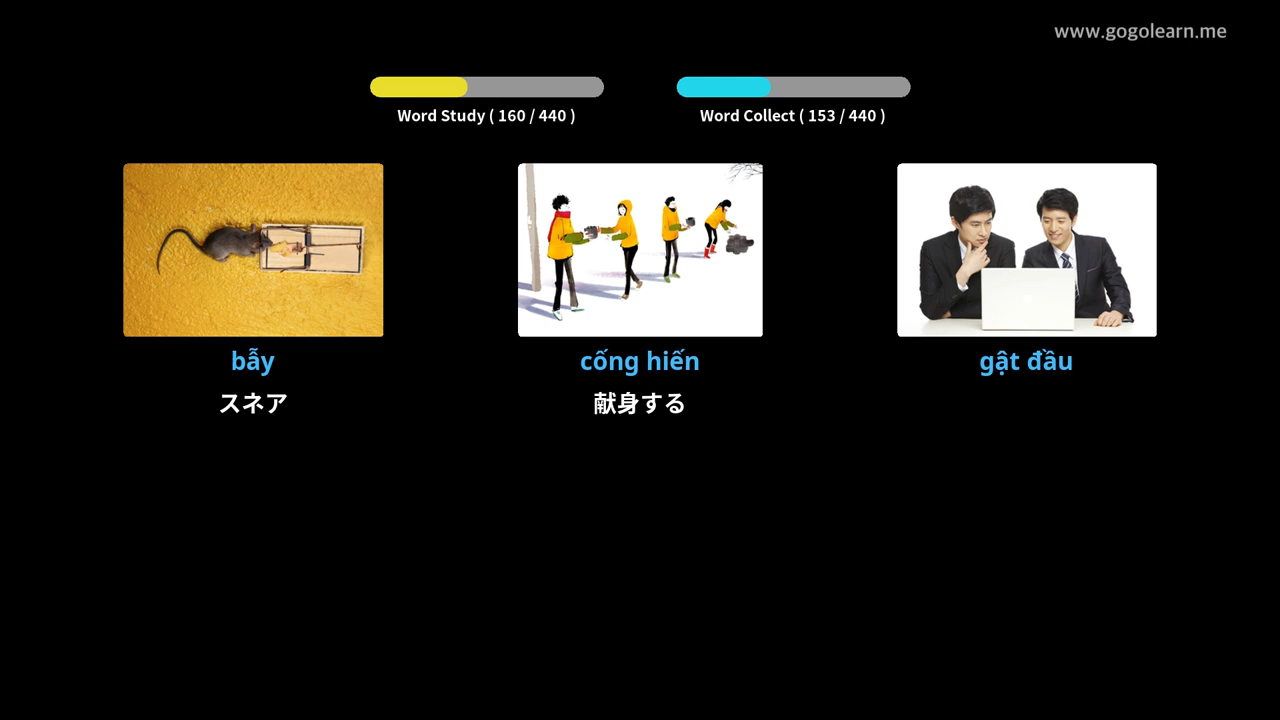 www.gogolearn.me
Word Study ( 160 / 440 )
Word Collect ( 153 / 440 )
bẫy
cống hiến
gật đầu
スネア
献身する